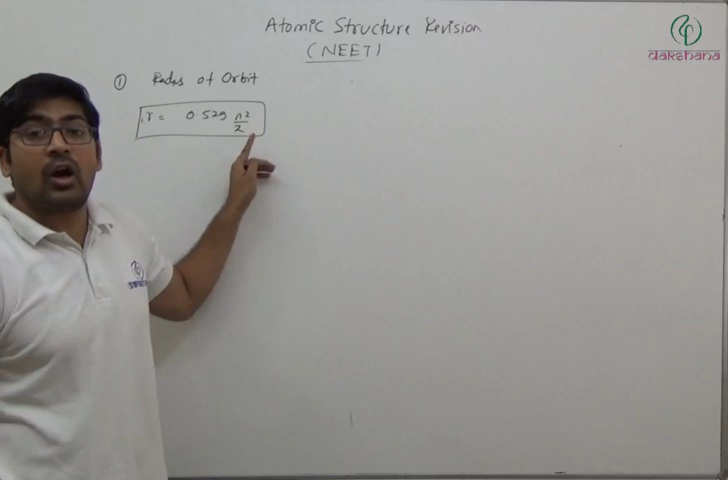 Atomic Structure Revision
(NEET)
dakshana
① Radius of Orbit
r = 0.529 n²/z